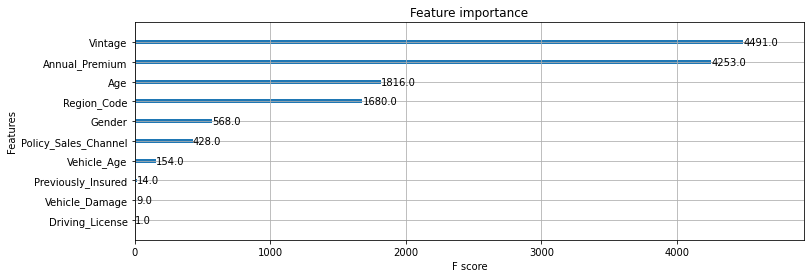 Feature importance
Vintage 4491.0
Annual_Premium 4253.0
Age 1816.0
Region_Code 1680.0
Gender 568.0
Policy_Sales_Channel 428.0
Vehicle_Age 154.0
Previously_Insured 14.0
Vehicle_Damage 9.0
Driving_License 1.0
0 1000 2000 3000 4000
F score
Features